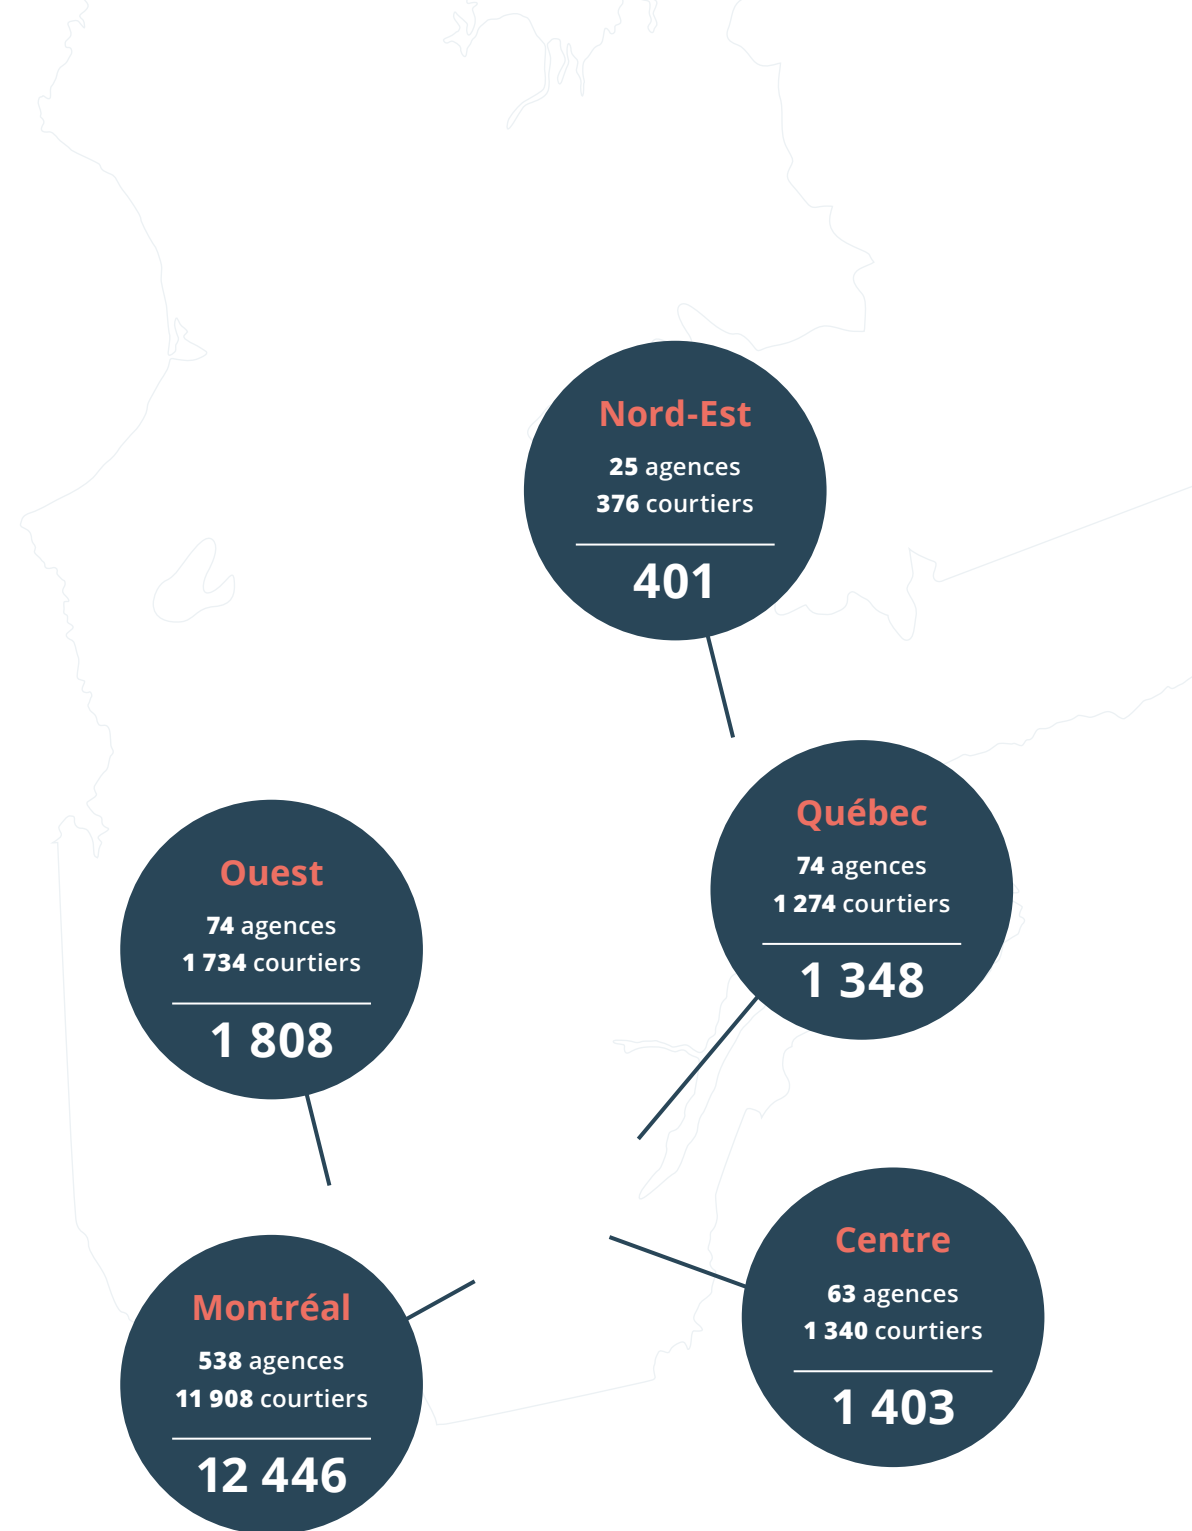 Nord-Est
25 agences
376 courtiers
401
Québec
74 agences
1 274 courtiers
1 348
Ouest
74 agences
1 734 courtiers
1 808
Centre
63 agences
1 340 courtiers
1 403
Montréal
538 agences
11 908 courtiers
12 446